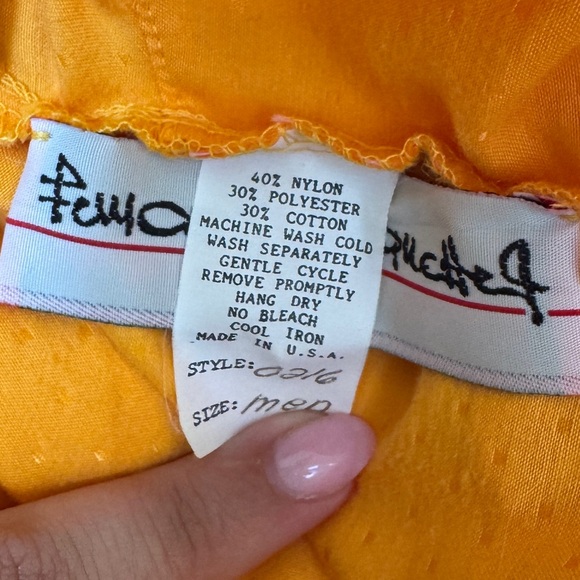 40% NYLON
30% POLYESTER
30% COTTON
MACHINE WASH COLD
WASH SEPARATELY
GENTLE CYCLE
REMOVE PROMPTLY
HANG DRY
NO BLEACH
COOL IRON
MADE IN U.S.A.
STYLE: 0216
SIZE: MED